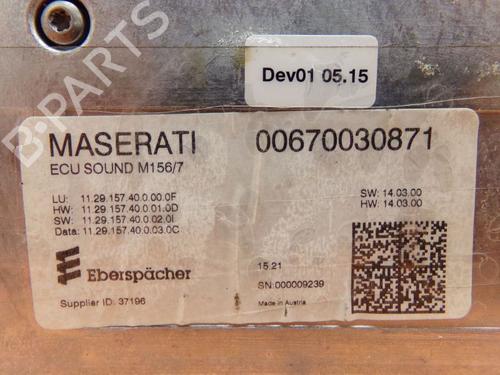 Dev01 05.15
MASERATI 00670030871
ECU SOUND M156/7
LU: 11.29.157.40.0.00.0F
HW: 11.29.157.40.0.01.0D
SW: 11.29.157.40.0.02.0I
Data: 11.29.157.40.0.03.0C
SW: 14.03.00
HW: 14.03.00
Eberspächer
Supplier ID: 37196
15.21
SN:000009239
Made in Austria
B-PARTS